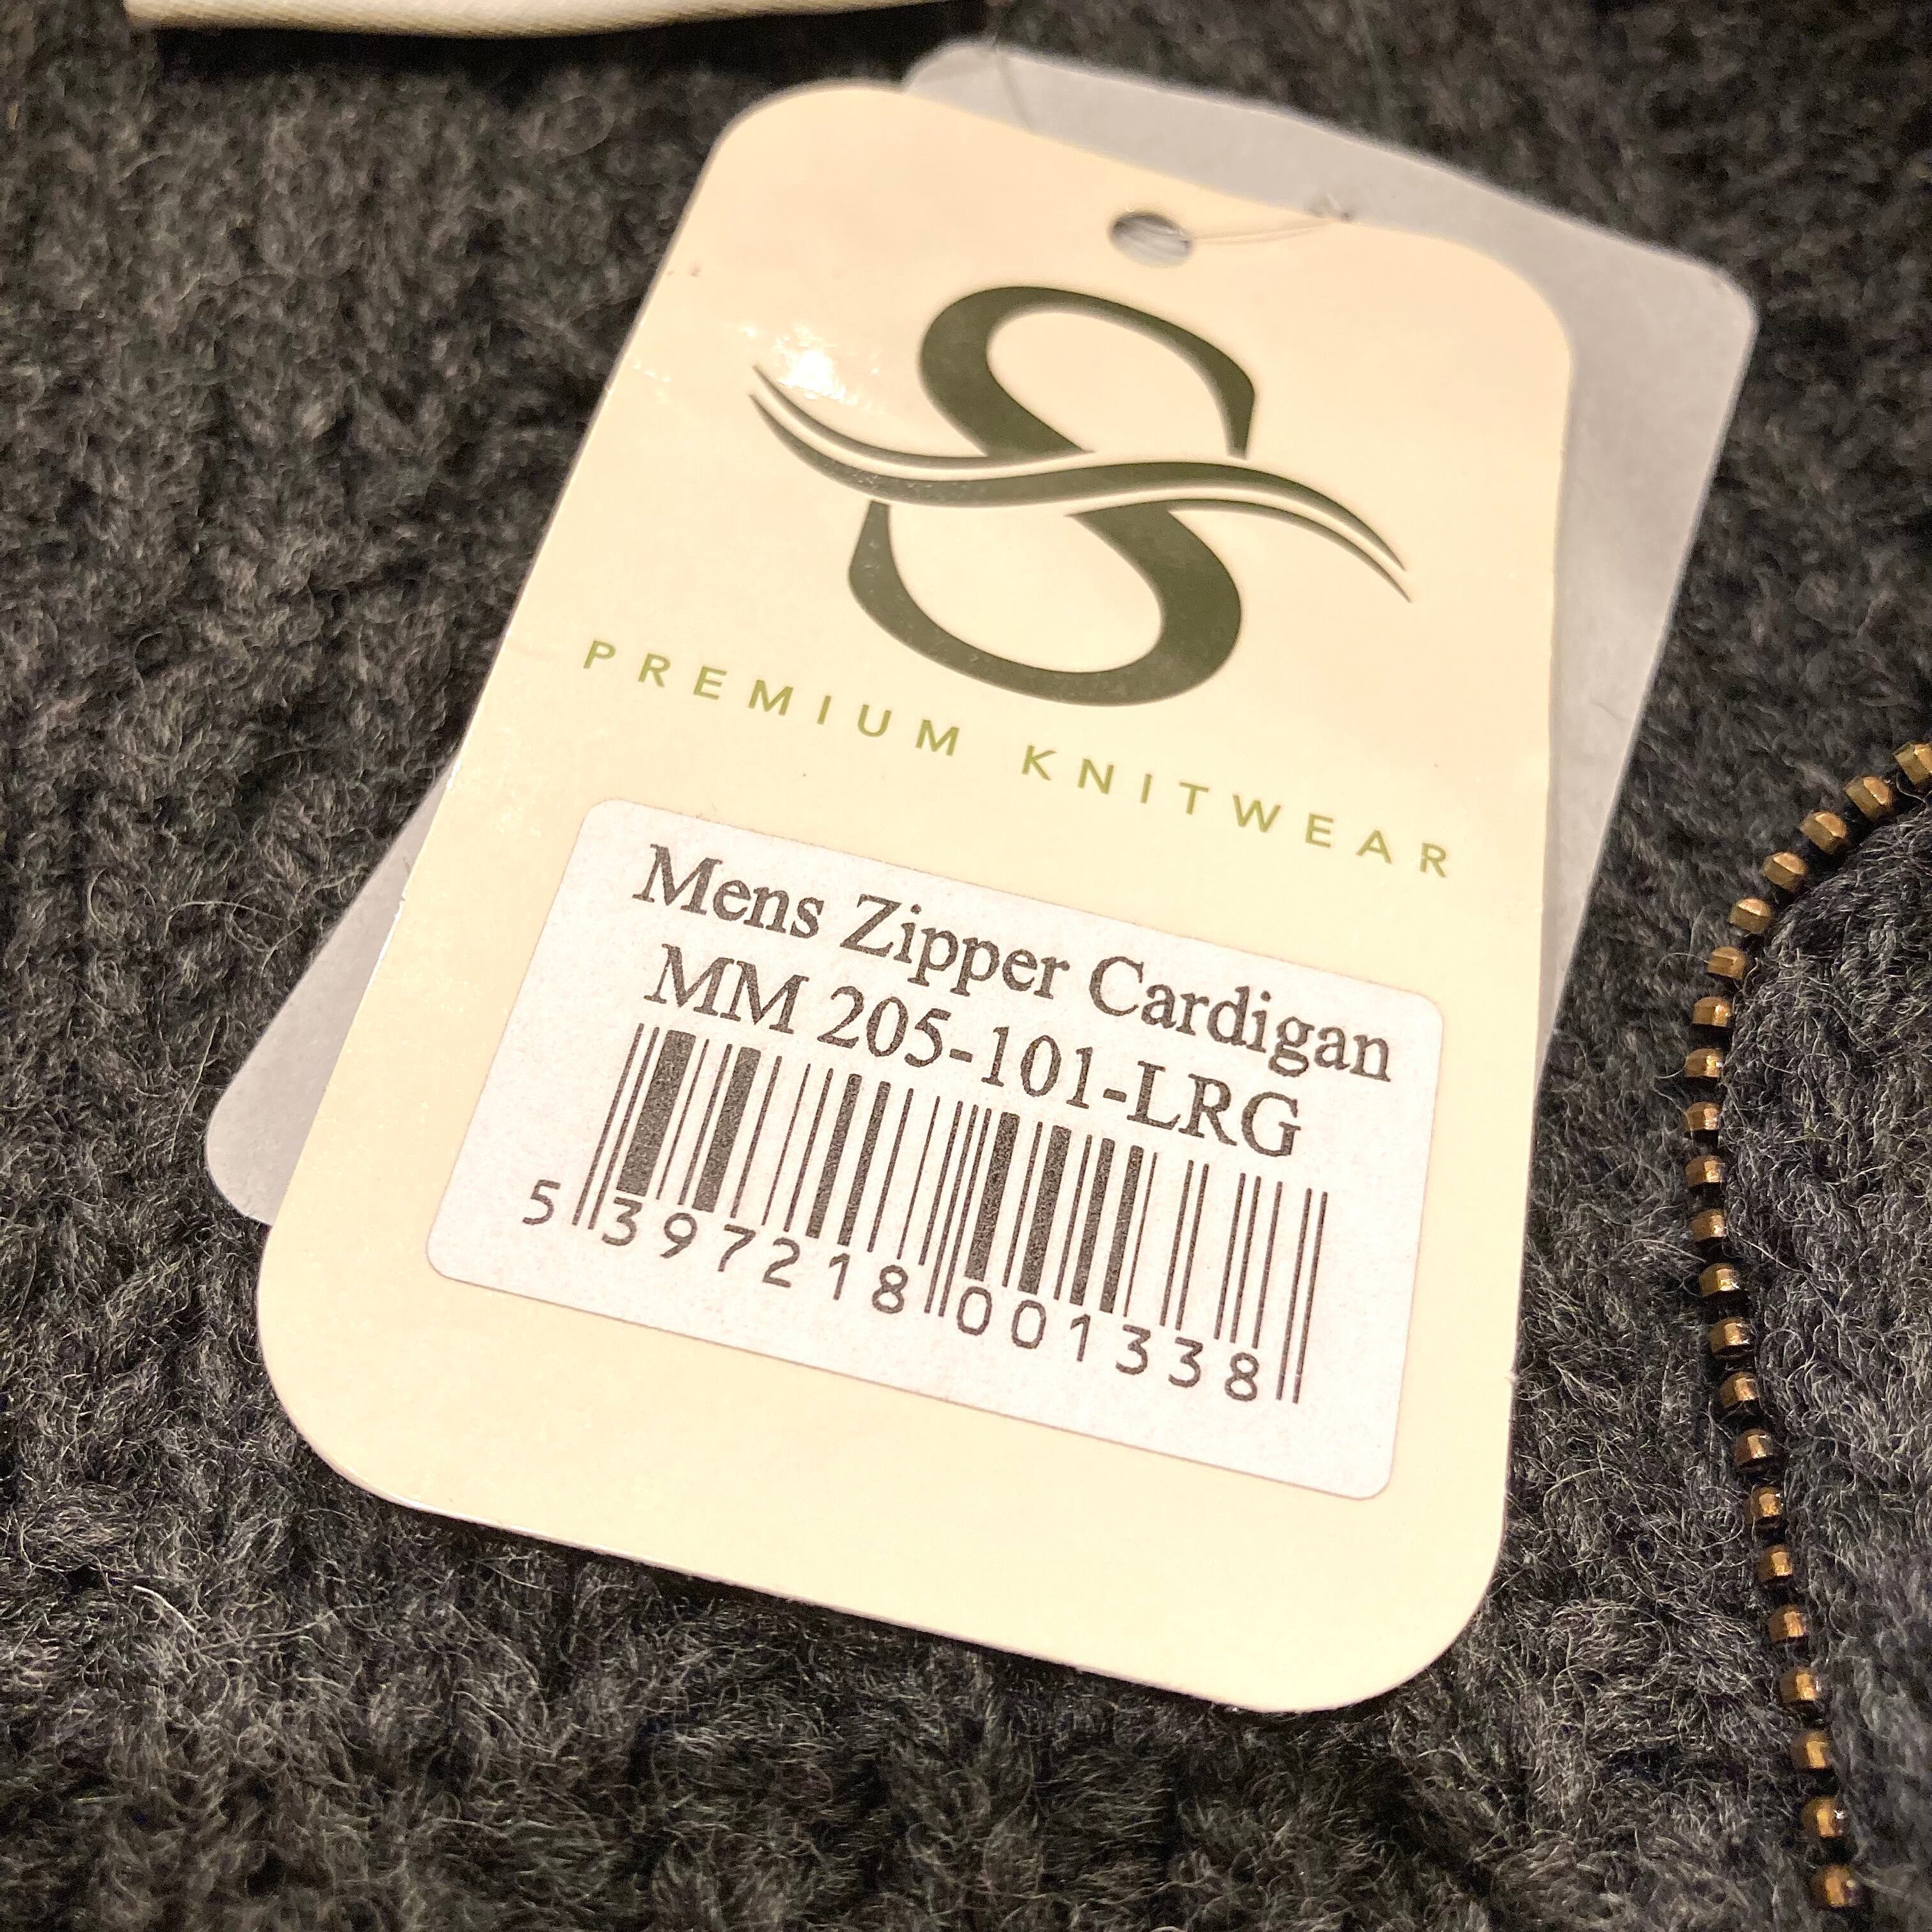 S
PREMIUM KNITWEAR
Mens Zipper Cardigan
MM 205-101-LRG
5 397218 001338